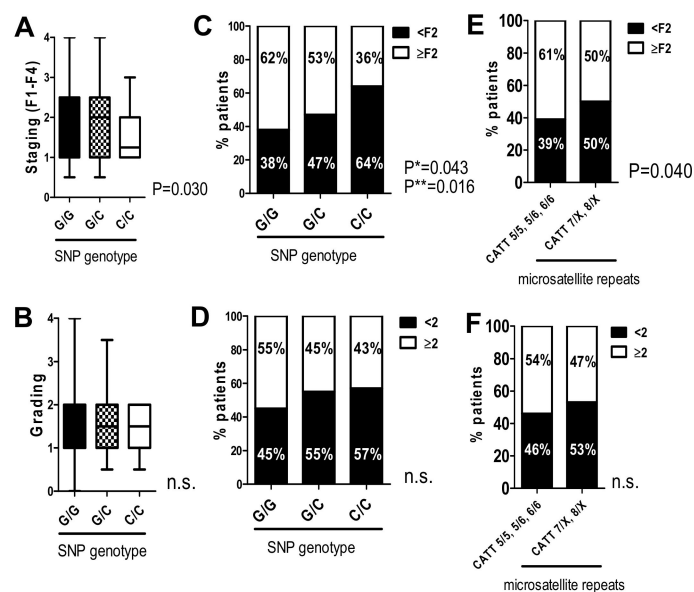 A
Staging (F1-F4)
4
3
2
1
0
G/G
G/C
C/C
SNP genotype
P=0.030
C
% patients
100
80
60
40
20
0
62%
53%
36%
38%
47%
64%
G/G
G/C
C/C
SNP genotype
<F2
≥F2
P*=0.043
P**=0.016
E
% patients
100
80
60
40
20
0
61%
50%
39%
50%
CATT 5/5, 5/6, 6/6
CATT 7/X, 8/X
microsatellite repeats
<F2
≥F2
P=0.040
B
Grading
4
3
2
1
0
G/G
G/C
C/C
SNP genotype
n.s.
D
% patients
100
80
60
40
20
0
55%
45%
43%
45%
55%
57%
G/G
G/C
C/C
SNP genotype
<2
≥2
n.s.
F
% patients
100
80
60
40
20
0
54%
47%
46%
53%
CATT 5/5, 5/6, 6/6
CATT 7/X, 8/X
microsatellite repeats
<2
≥2
n.s.